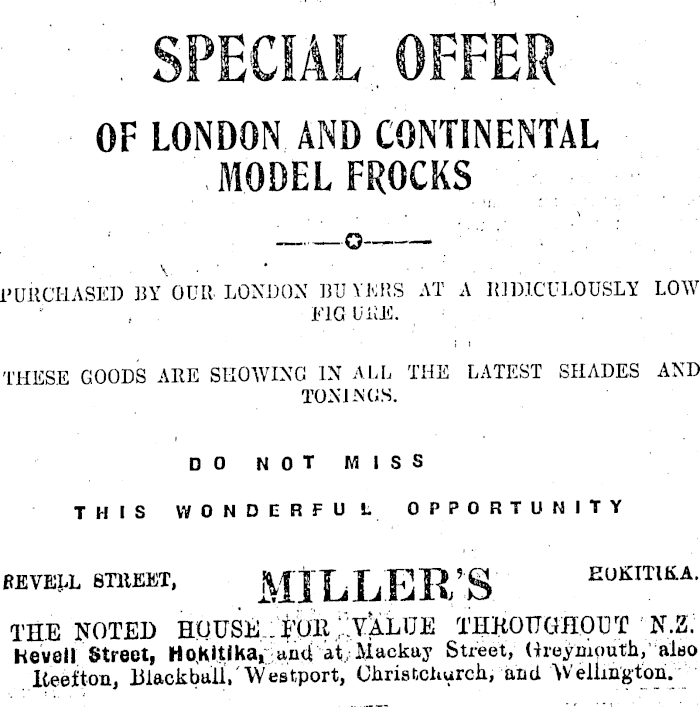 SPECIAL OFFER
OF LONDON AND CONTINENTAL
MODEL FROCKS
PURCHASED BY OUR LONDON BUYERS AT A RIDICULOUSLY LOW
FIGURE.
THESE GOODS ARE SHOWING IN ALL THE LATEST SHADES AND
TONINGS.
DO NOT MISS
THIS WONDERFUL OPPORTUNITY
REVELL STREET, MILLER'S HOKITIKA.
THE NOTED HOUSE FOR VALUE THROUGHOUT N.Z.
Revell Street, Hokitika, and at Mackay Street, Greymouth, also
Reefton, Blackball, Westport, Christchurch, and Wellington.